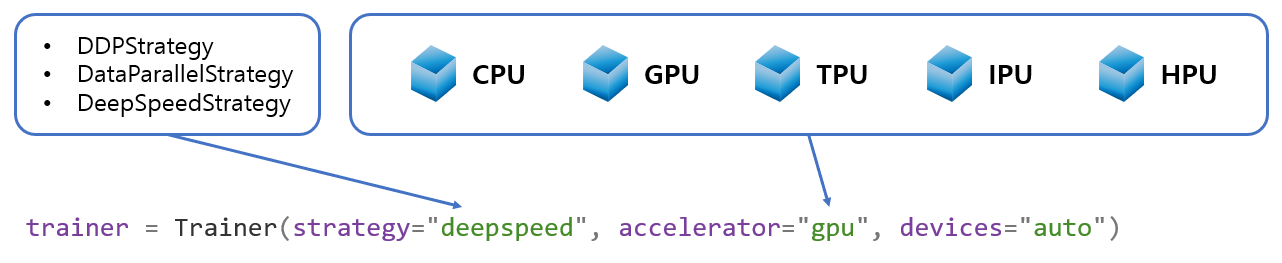 • DDPStrategy
• DataParallelStrategy
• DeepSpeedStrategy
CPU GPU TPU IPU HPU
trainer = Trainer(strategy="deepspeed", accelerator="gpu", devices="auto")